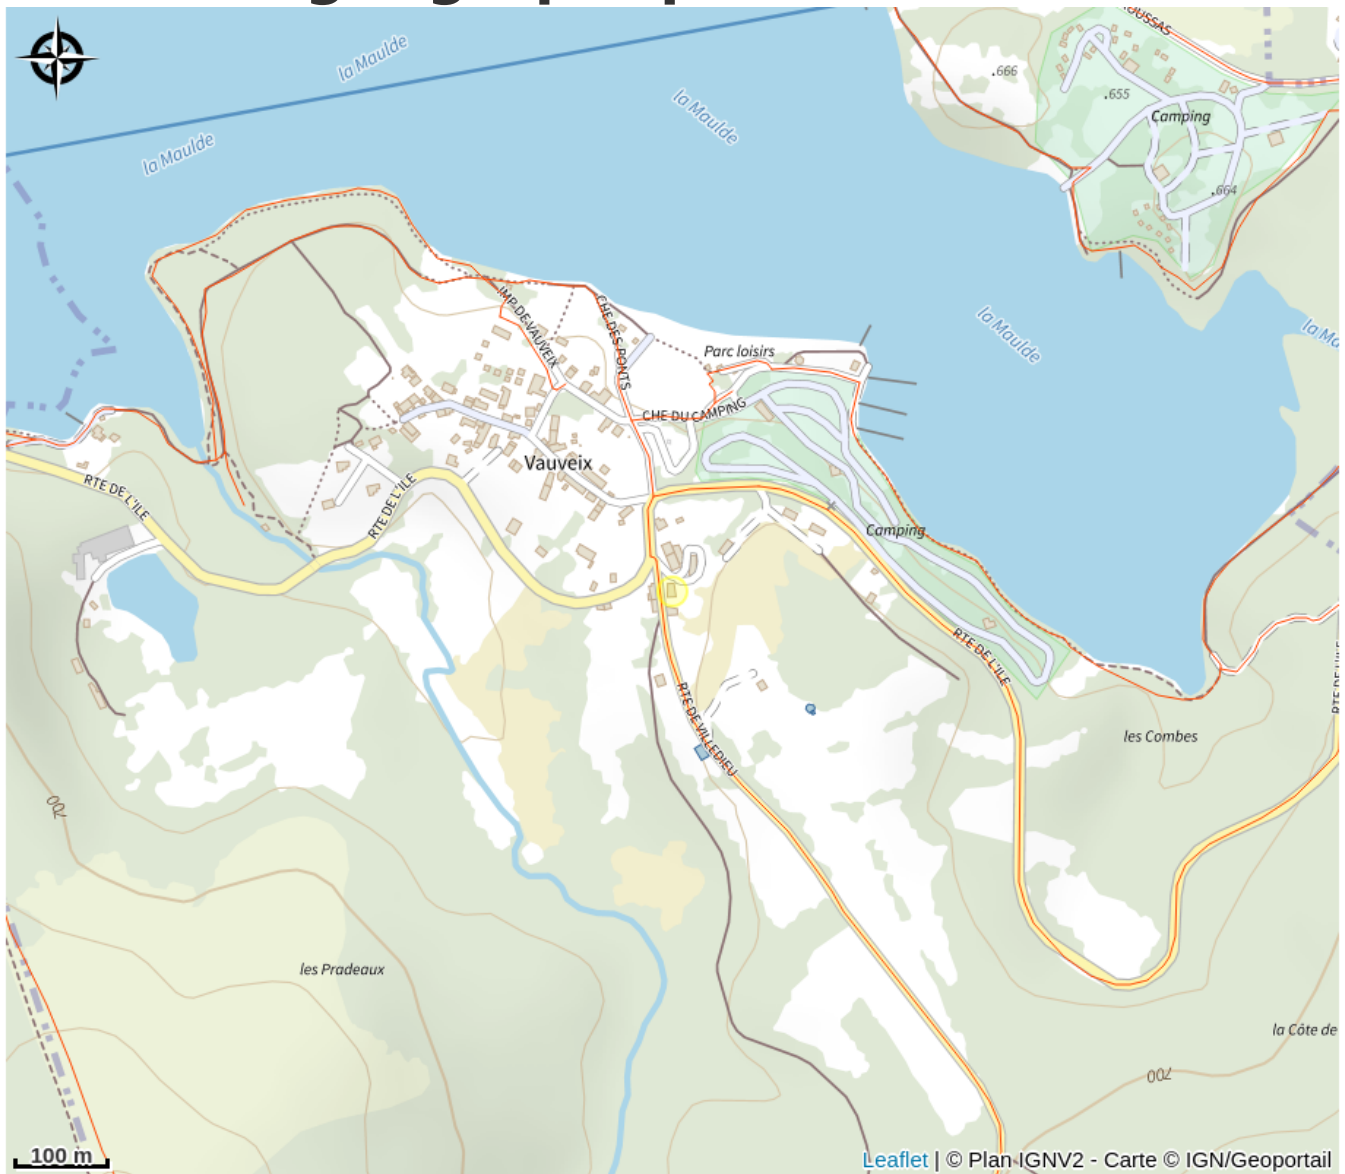 OUSSAS
la Maulde
.666
.655
la Maulde
Camping
la Maulde
.664
IMP DE VAUVEIX
CHE DES PONTS
la Maulde
Parc loisirs
CHE DU CAMPING
Vauveix
RTE DE L'ILE
RTE DE L'ILE
Camping
RTE DE L'ILE
RTE DE VILLEDIEU
les Combes
700
les Pradeaux
la Côte de
700
100 m
Leaflet | © Plan IGNV2 - Carte © IGN/Geoportail